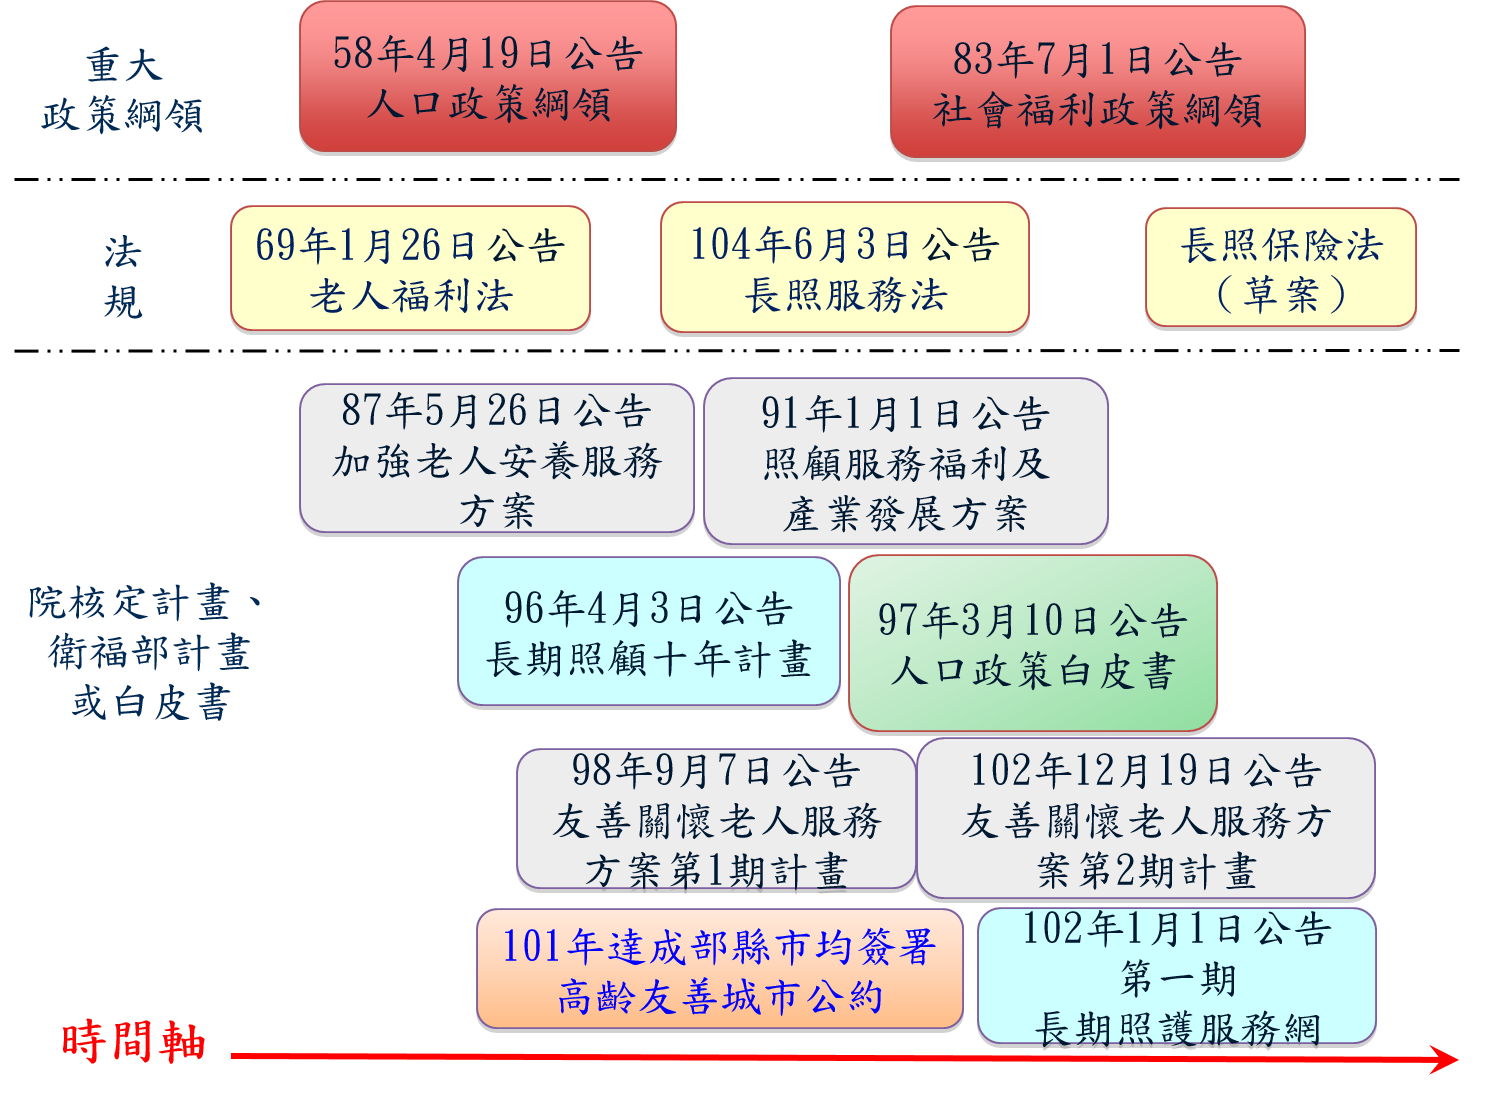 重大
政策綱領
58年4月19日公告
人口政策綱領
83年7月1日公告
社會福利政策綱領
法
規
69年1月26日公告
老人福利法
104年6月3日公告
長照服務法
長照保險法
（草案）
院核定計畫、
衛福部計畫
或白皮書
87年5月26日公告
加強老人安養服務
方案
91年1月1日公告
照顧服務福利及
產業發展方案
96年4月3日公告
長期照顧十年計畫
97年3月10日公告
人口政策白皮書
98年9月7日公告
友善關懷老人服務
方案第1期計畫
102年12月19日公告
友善關懷老人服務方
案第2期計畫
101年達成部縣市均簽署
高齡友善城市公約
102年1月1日公告
第一期
長期照護服務網
時間軸